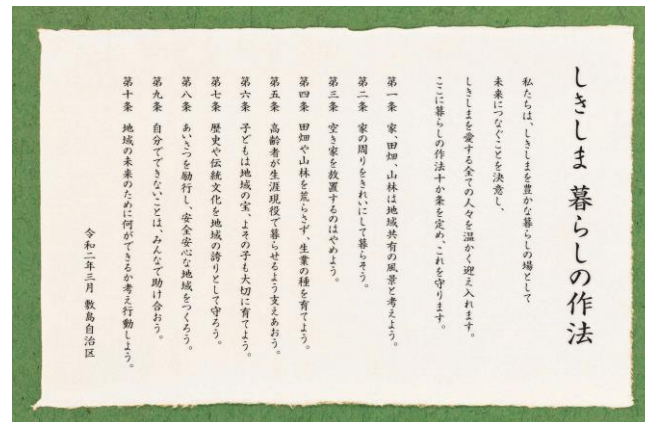 しきしま 暮らしの作法
私たちは、しきしまを豊かな暮らしの場として
未来につなぐことを決意し、
しきしまを愛する全ての人々を温かく迎え入れます。
ここに暮らしの作法十か条を定め、これを守ります。
第一条 家、田畑、山林は地域共有の風景と考えよう。
第二条 家の周りをきれいにして暮らそう。
第三条 空き家を放置するのはやめよう。
第四条 田畑や山林を荒らさず、生業の種を育てよう。
第五条 高齢者が生涯現役で暮らせるよう支えあおう。
第六条 子どもは地域の宝、よその子も大切に育てよう。
第七条 歴史や伝統文化を地域の誇りとして守ろう。
第八条 あいさつを励行し、安全安心な地域をつくろう。
第九条 自分でできないことは、みんなで助け合おう。
第十条 地域の未来のために何ができるか考え行動しよう。
令和二年三月 敷島自治区